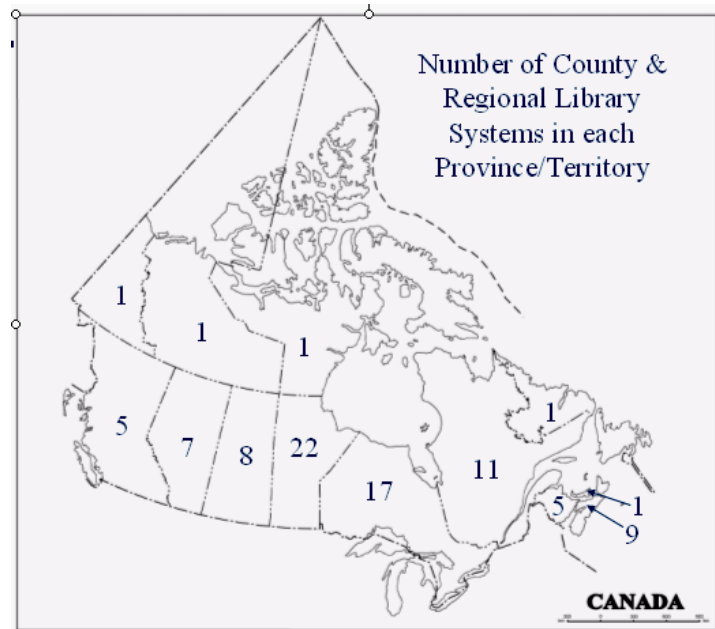 Number of County &
Regional Library
Systems in each
Province/Territory
1
1
1
5
7
8
22
17
11
1
5
1
9
CANADA